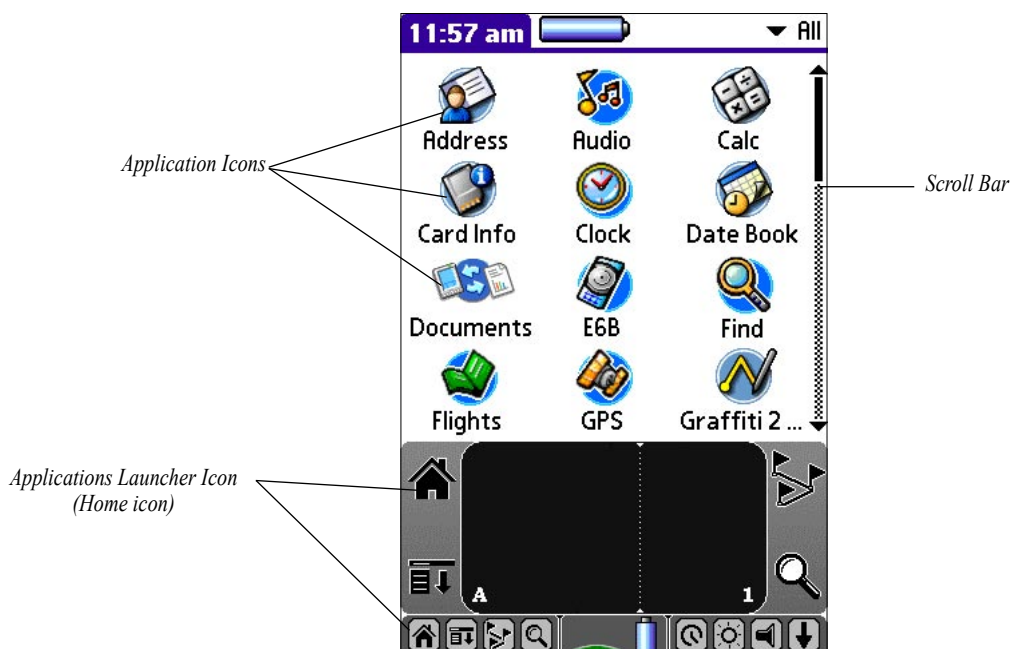 11:57 am
All
Address
Audio
Calc
Application Icons
Scroll Bar
Card Info
Clock
Date Book
Documents
E6B
Find
Flights
GPS
Graffiti 2 ...
Applications Launcher Icon
(Home icon)
A
1